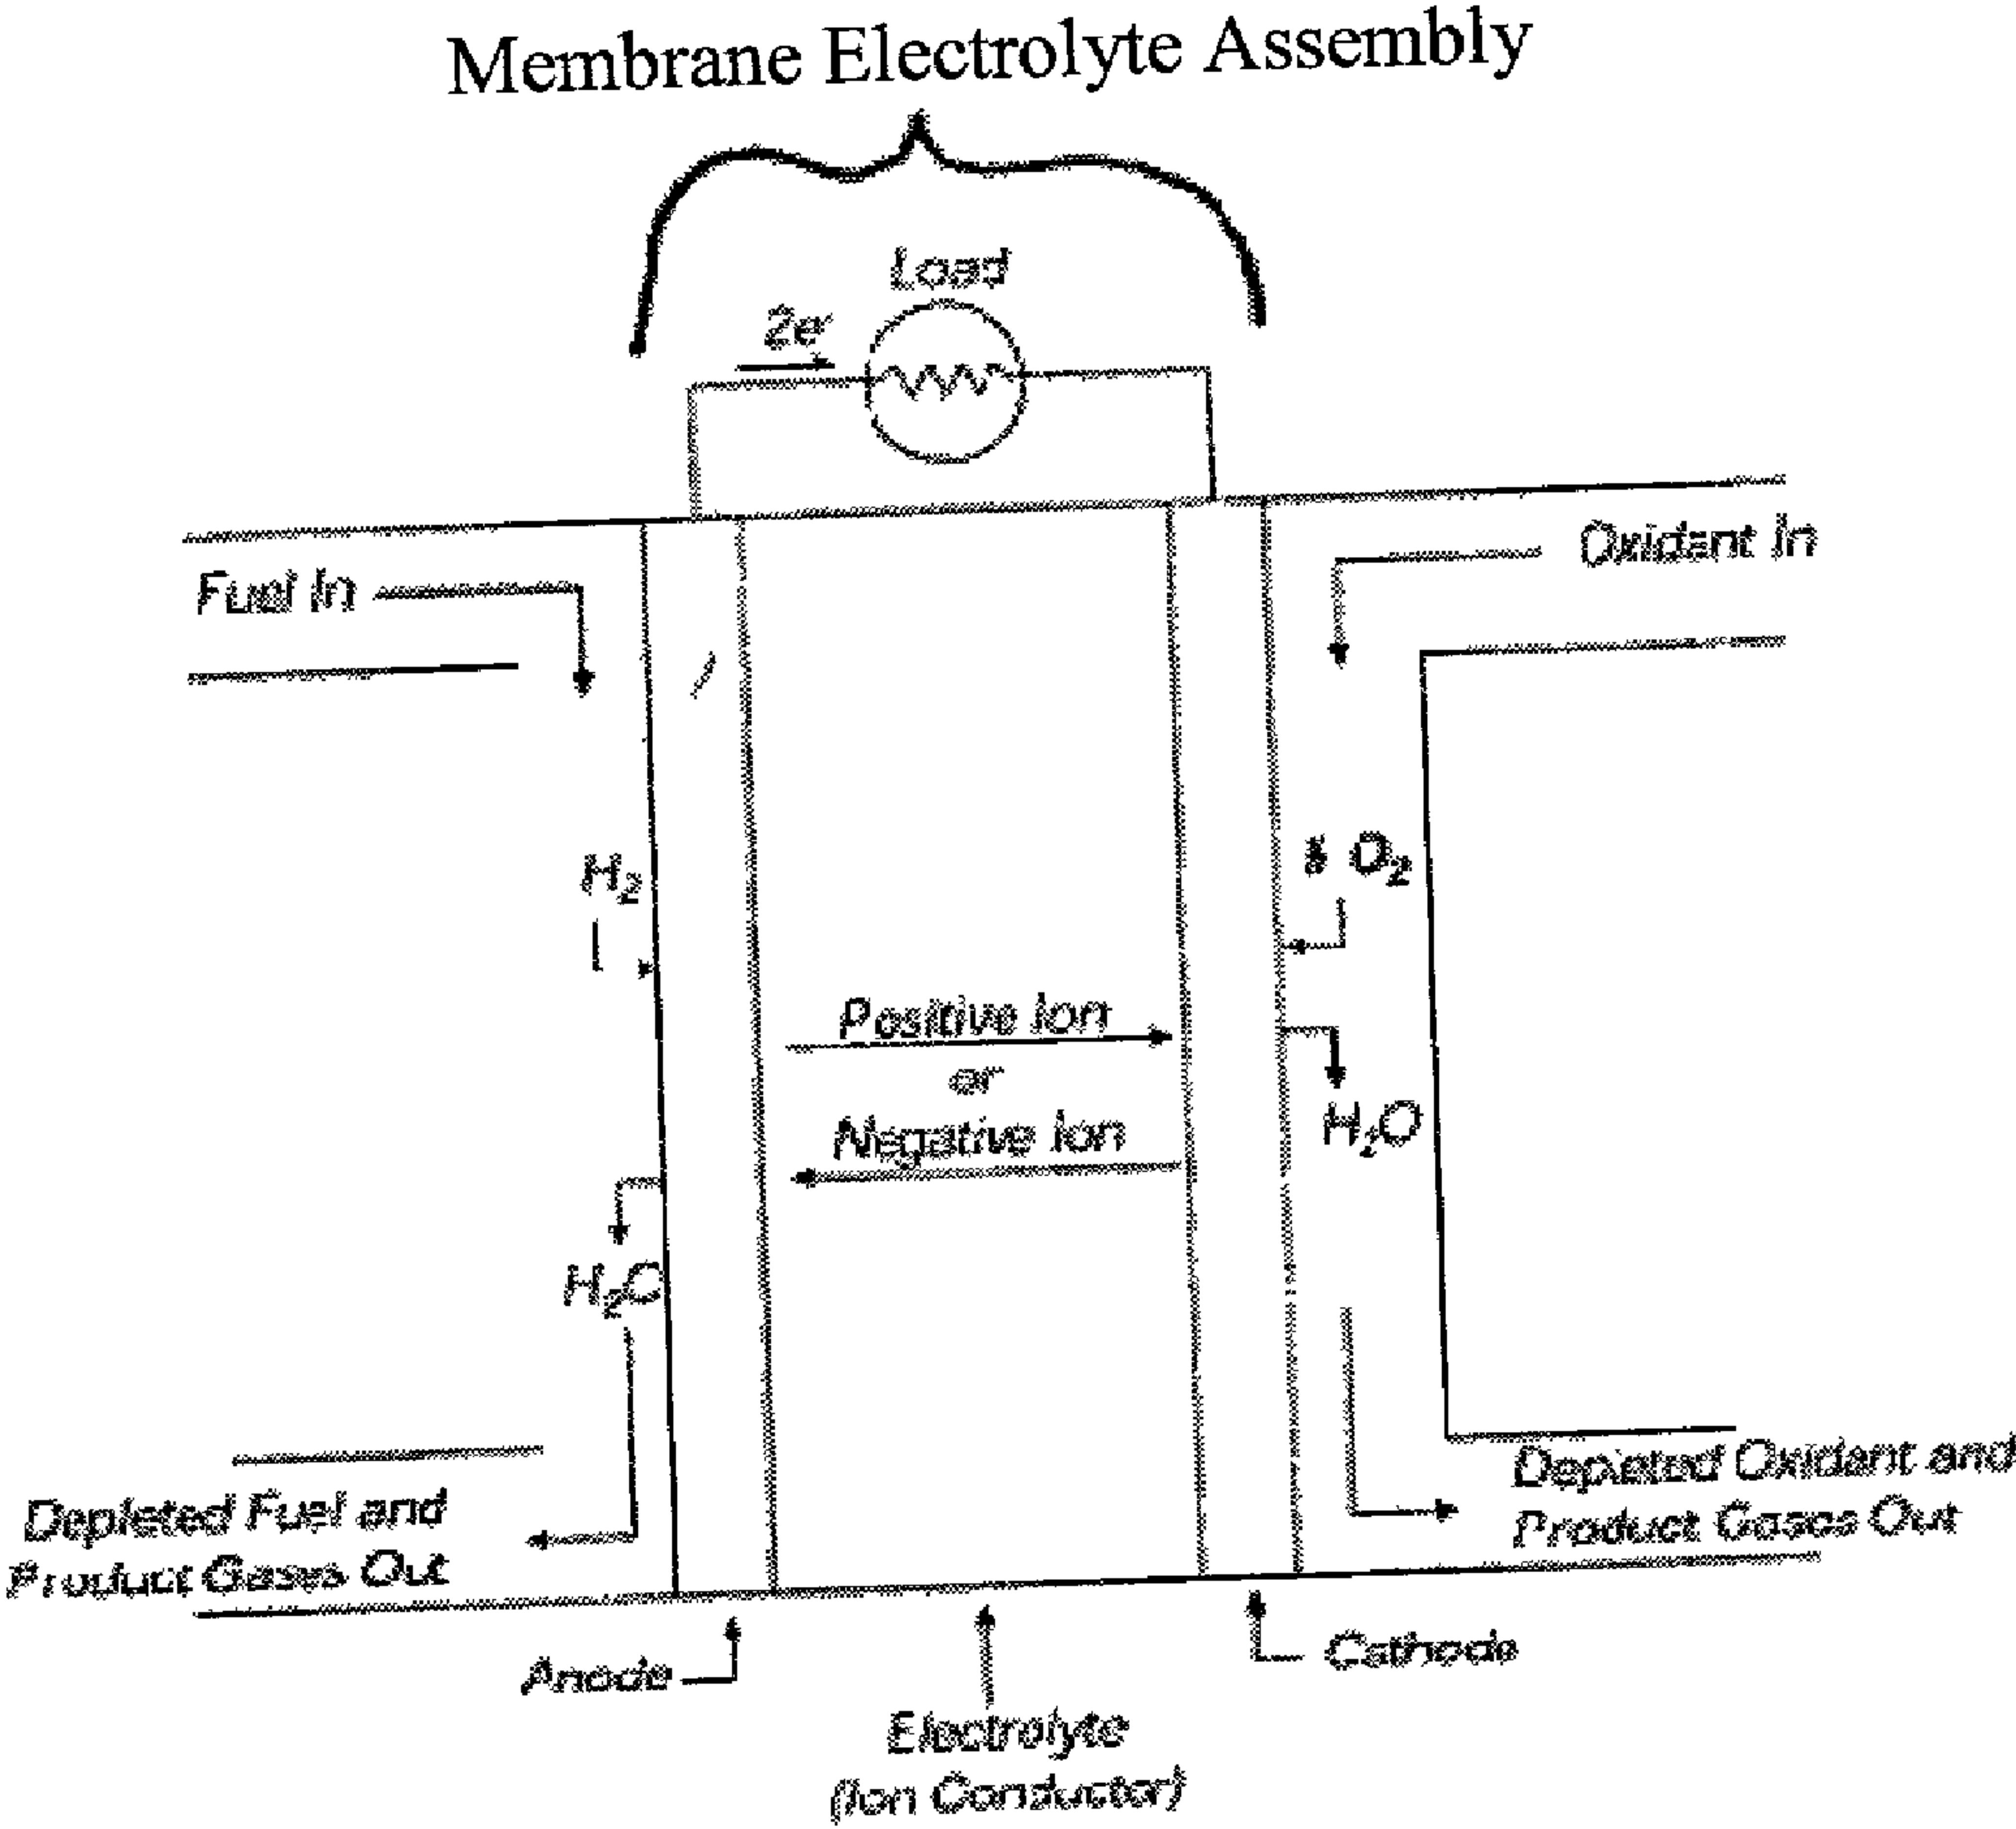 Membrane Electrolyte Assembly
Load
2e-
Fuel In
Oxidant In
H2
O2
Positive Ion
or
Negative Ion
H2O
H2O
Depleted Fuel and
Product Gases Out
Depleted Oxidant and
Product Gases Out
Anode
Cathode
Electrolyte
(Ion Conductor)